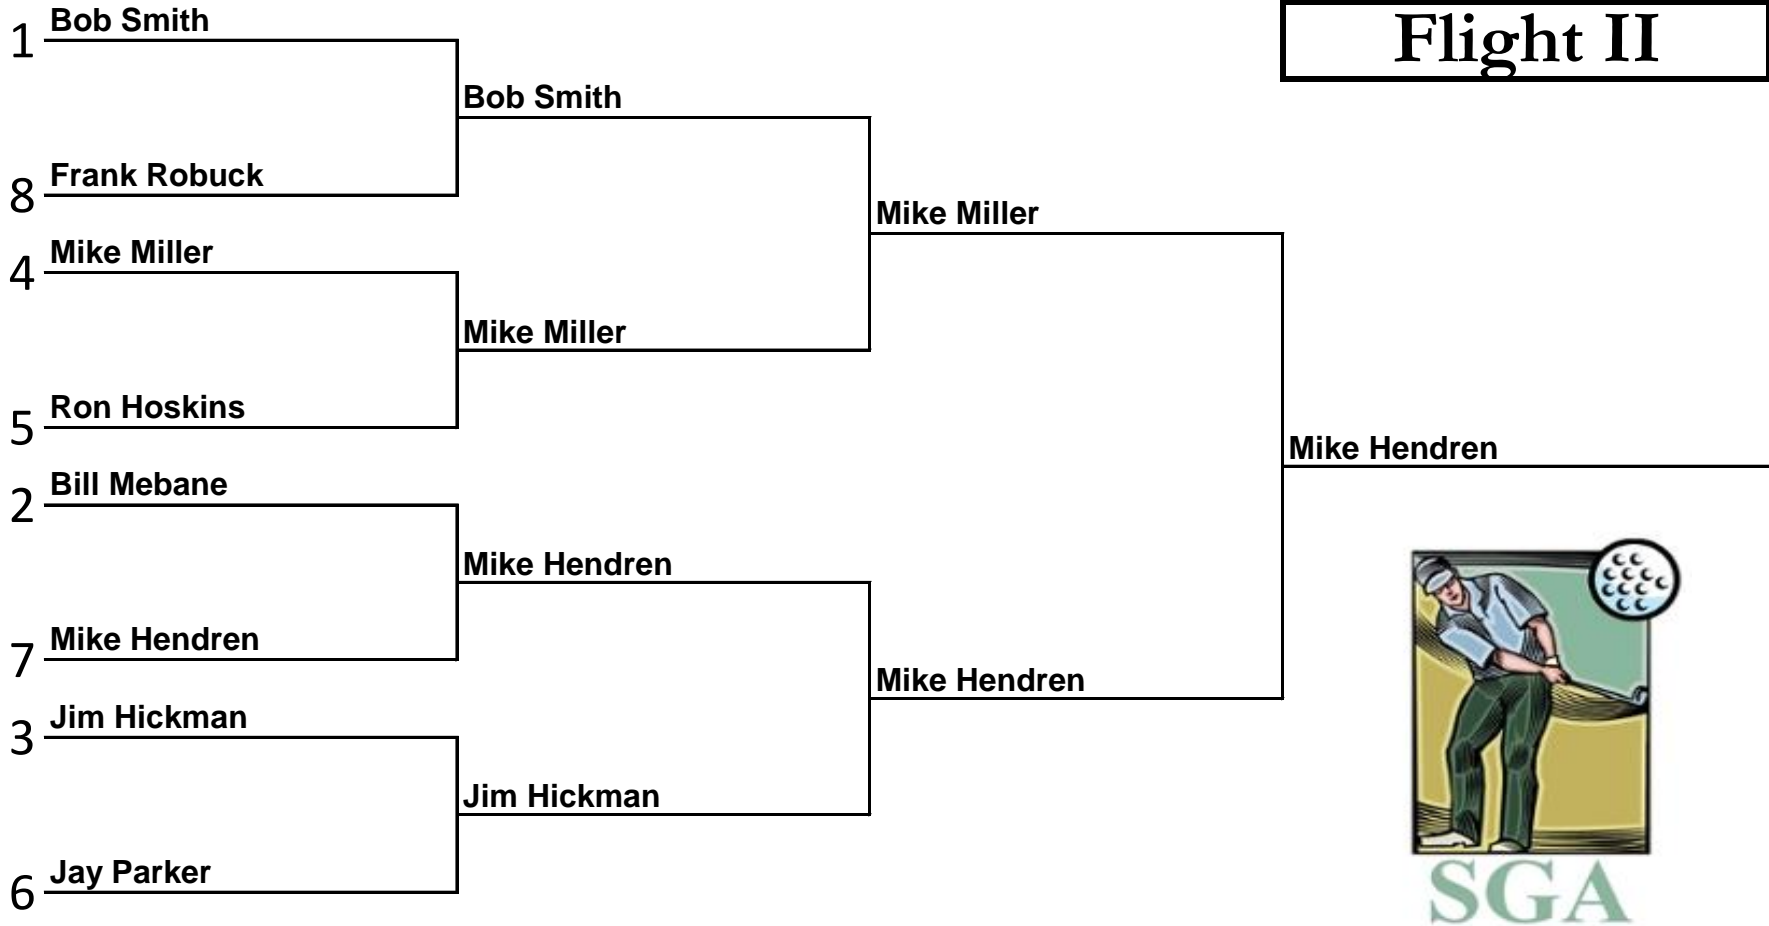 Flight II
1 Bob Smith
Bob Smith
8 Frank Robuck
Mike Miller
4 Mike Miller
Mike Miller
5 Ron Hoskins
Mike Hendren
2 Bill Mebane
Mike Hendren
7 Mike Hendren
Mike Hendren
3 Jim Hickman
Jim Hickman
6 Jay Parker
SGA